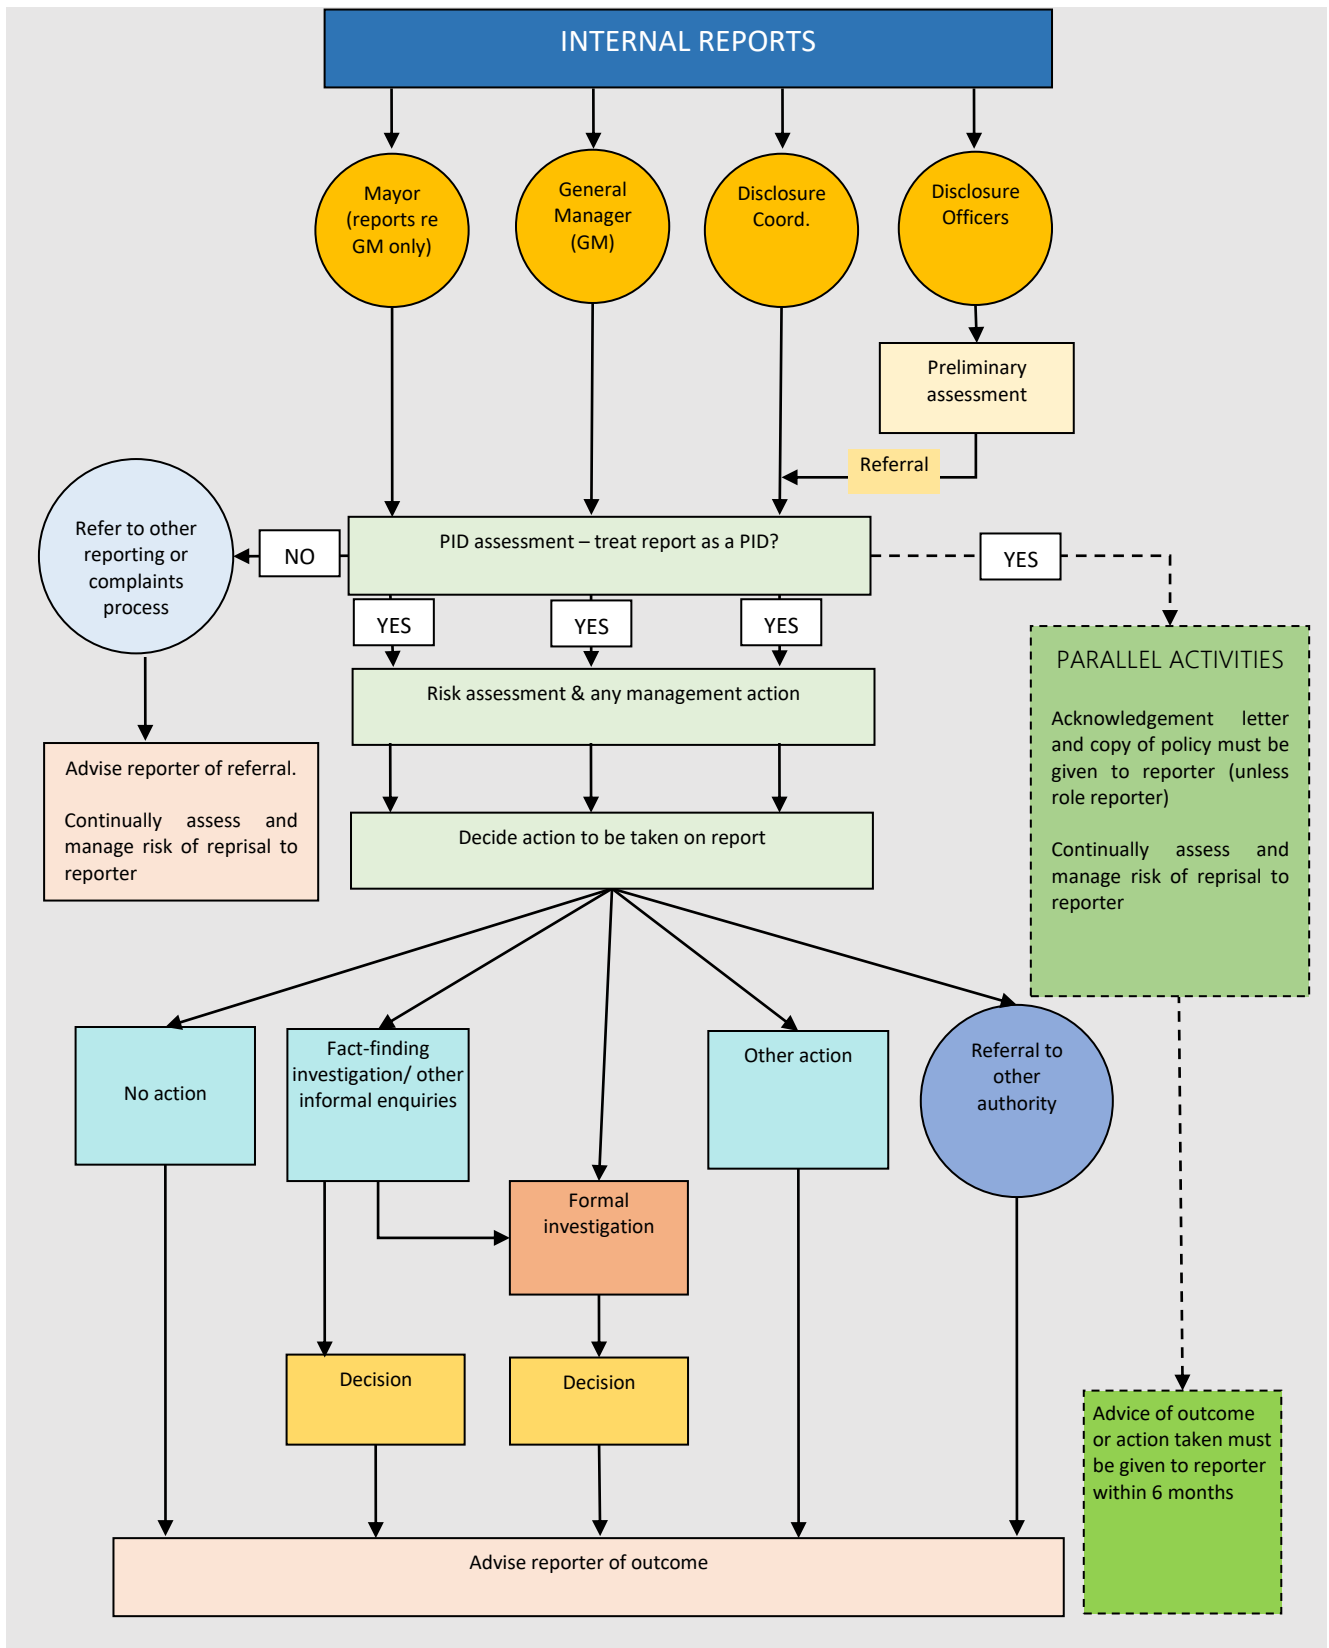 INTERNAL REPORTS
Mayor
(reports re
GM only)
General
Manager
(GM)
Disclosure
Coord.
Disclosure
Officers
Preliminary
assessment
Referral
Refer to other
reporting or
complaints
process
NO
PID assessment – treat report as a PID?
YES
YES
YES
YES
Risk assessment & any management action
PARALLEL ACTIVITIES
Acknowledgement letter
and copy of policy must be
given to reporter (unless
role reporter)
Continually assess and
manage risk of reprisal to
reporter
Advise reporter of referral.
Continually assess and
manage risk of reprisal to
reporter
Decide action to be taken on report
No action
Fact-finding
investigation/ other
informal enquiries
Other action
Referral to
other
authority
Formal
investigation
Decision
Decision
Advice of outcome
or action taken must
be given to reporter
within 6 months
Advise reporter of outcome